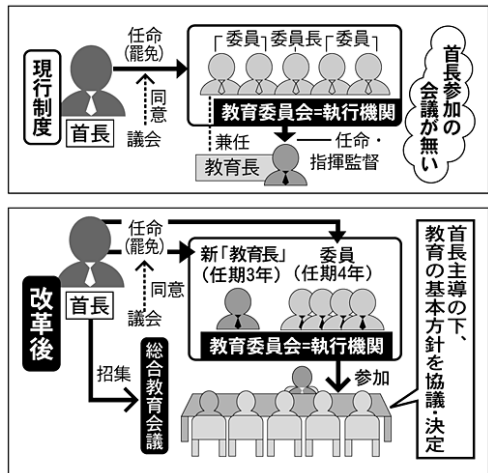 現行制度
首長
任命
(罷免)
同意
議会
委員
委員長
委員
教育委員会=執行機関
兼任
教育長
任命・
指揮監督
首長参加の
会議が無い
改革後
首長
任命
(罷免)
同意
議会
招集
総合教育会議
新「教育長」
(任期3年)
委員
(任期4年)
教育委員会=執行機関
参加
首長主導の下、
教育の基本方針を協議・決定